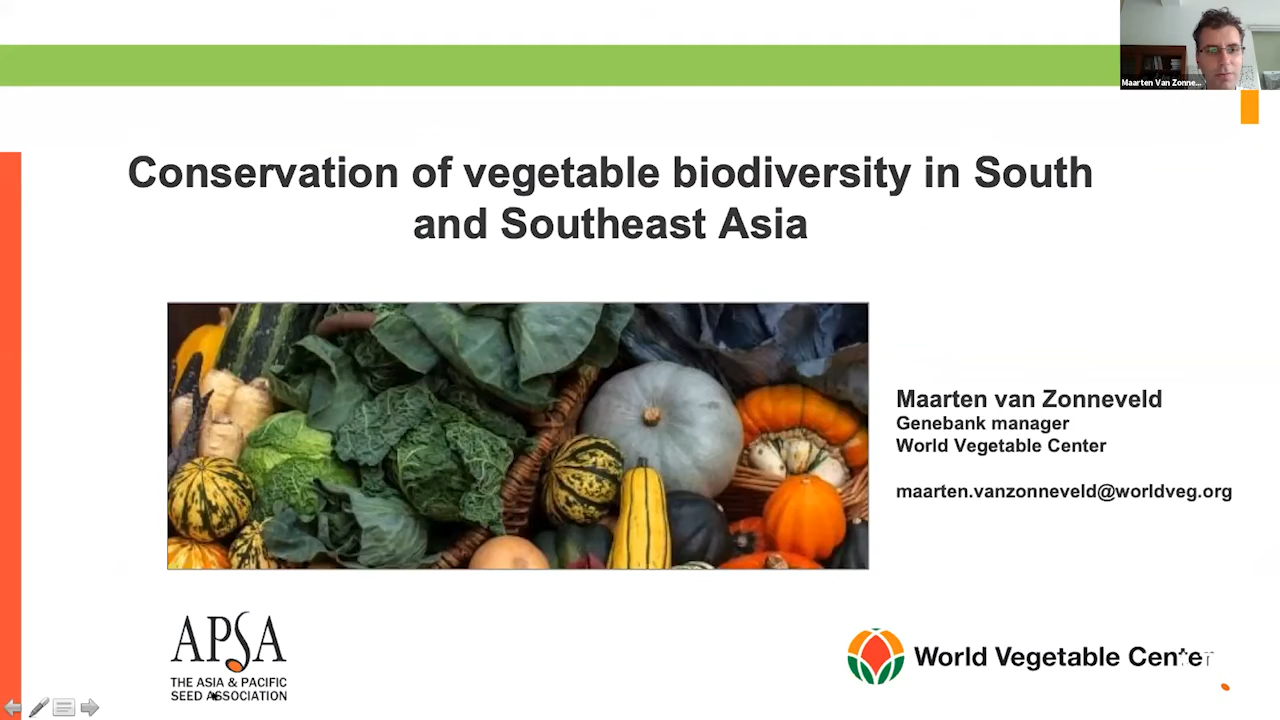 Maarten Van Zonne...
Conservation of vegetable biodiversity in South
and Southeast Asia
Maarten van Zonneveld
Genebank manager
World Vegetable Center
maarten.vanzonneveld@worldveg.org
APSA
THE ASIA & PACIFIC
SEED ASSOCIATION
World Vegetable Center